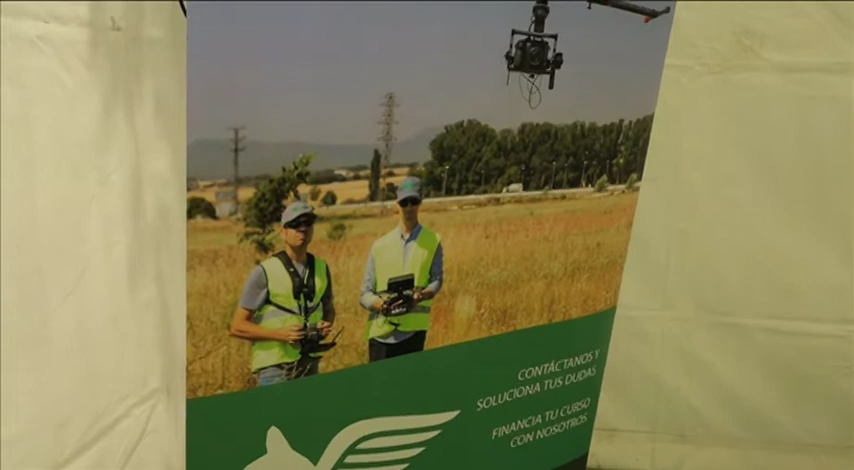 CONTÁCTANOS Y
SOLUCIONA TUS DUDAS
FINANCIA TU CURSO
CON NOSOTROS